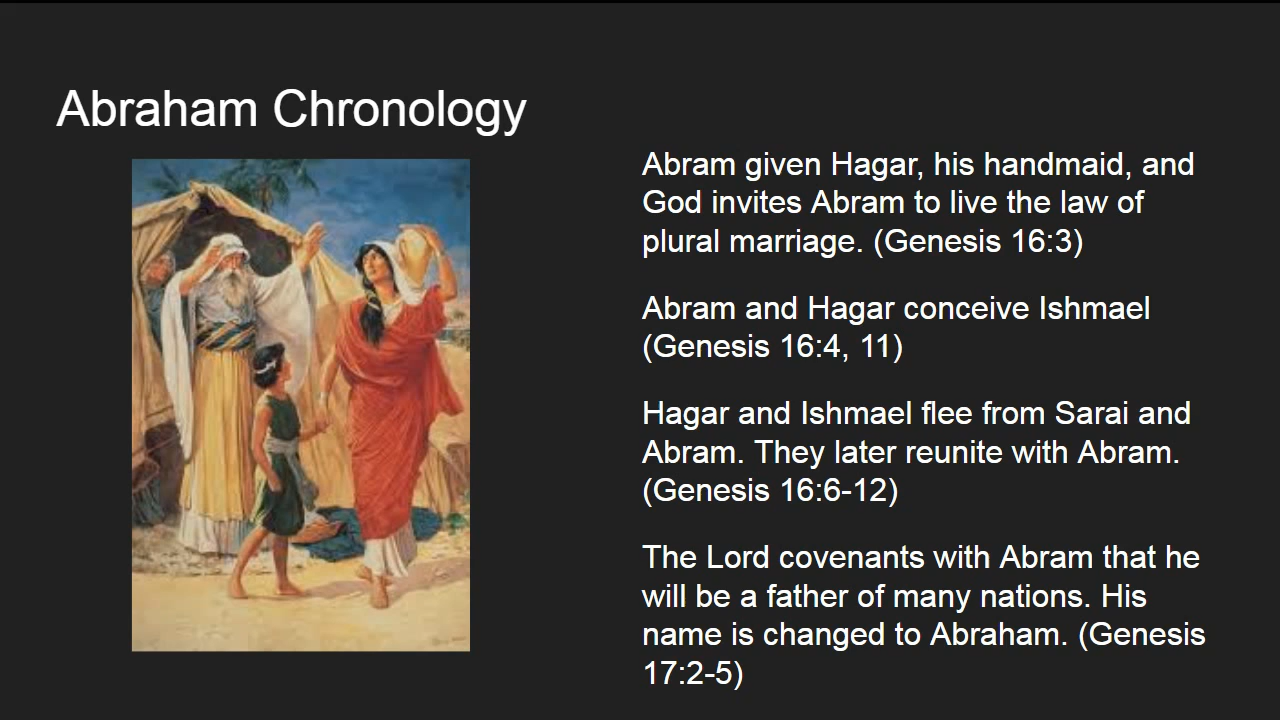 Abraham Chronology
Abram given Hagar, his handmaid, and
God invites Abram to live the law of
plural marriage. (Genesis 16:3)
Abram and Hagar conceive Ishmael
(Genesis 16:4, 11)
Hagar and Ishmael flee from Sarai and
Abram. They later reunite with Abram.
(Genesis 16:6-12)
The Lord covenants with Abram that he
will be a father of many nations. His
name is changed to Abraham. (Genesis
17:2-5)